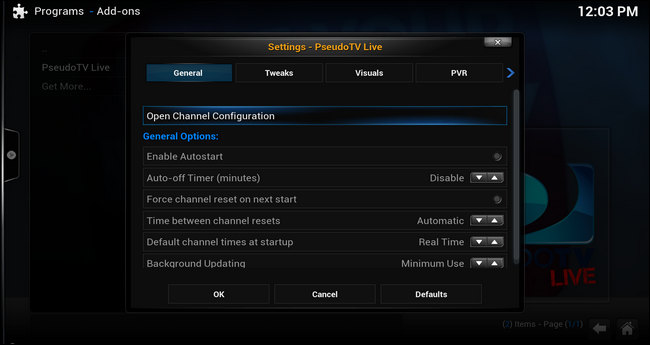 Programs - Add-ons
12:03 PM
..
PseudoTV Live
Get More...
Settings - PseudoTV Live
General
Tweaks
Visuals
PVR
Open Channel Configuration
General Options:
Enable Autostart
Auto-off Timer (minutes) Disable
Force channel reset on next start
Time between channel resets Automatic
Default channel times at startup Real Time
Background Updating Minimum Use
OK
Cancel
Defaults
LIVE
(2) Items - Page (1/1)